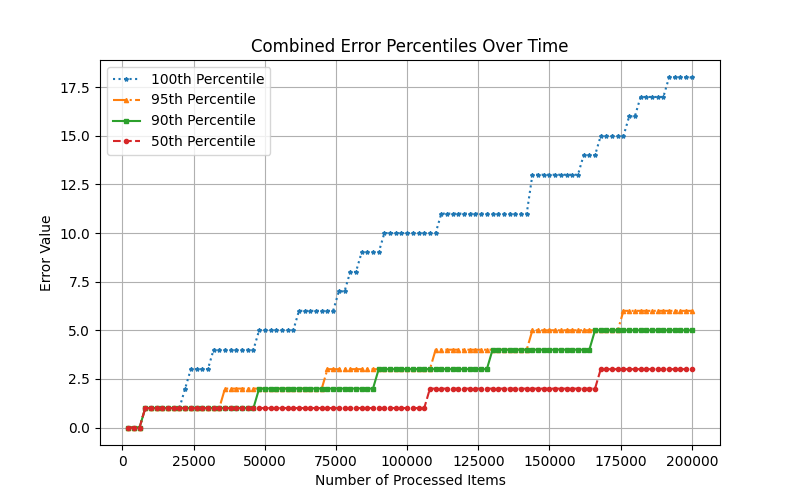 Combined Error Percentiles Over Time
100th Percentile
95th Percentile
90th Percentile
50th Percentile
17.5
15.0
12.5
10.0
7.5
5.0
2.5
0.0
Error Value
0 25000 50000 75000 100000 125000 150000 175000 200000
Number of Processed Items